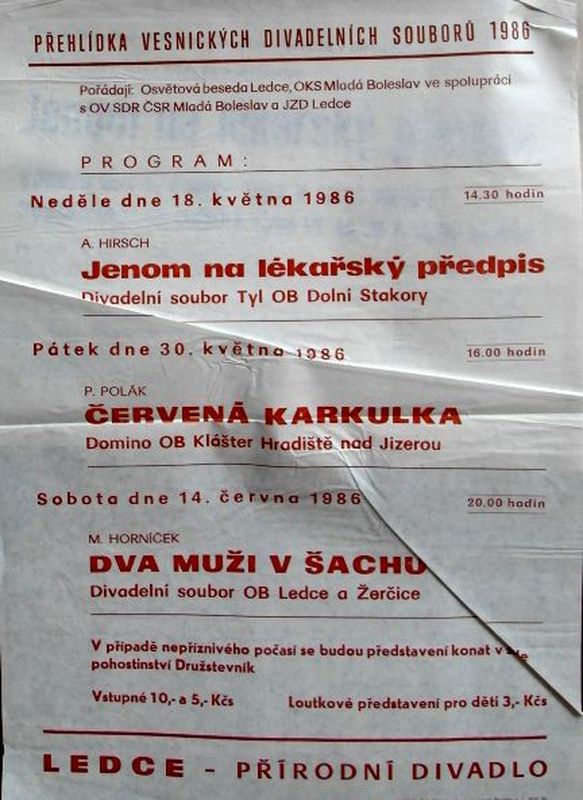 PŘEHLÍDKA VESNICKÝCH DIVADELNÍCH SOUBORŮ 1986
Pořádají: Osvětová beseda Ledce, OKS Mladá Boleslav ve spolupráci
s OV SDR ČSR Mladá Boleslav a JZD Ledce
PROGRAM:
Neděle dne 18. května 1986 14.30 hodin
A. HIRSCH
Jenom na lékařský předpis
Divadelní soubor Tyl OB Dolní Stakory
Pátek dne 30. května 1986 16.00 hodin
P. POLÁK
ČERVENÁ KARKULKA
Domino OB Klášter Hradiště nad Jizerou
Sobota dne 14. června 1986 20.00 hodin
M. HORNÍČEK
DVA MUŽI V ŠACHU
Divadelní soubor OB Ledce a Žerčice
V případě nepříznivého počasí se budou představení konat v
pohostinství Družstevník
Vstupné 10,- a 5,- Kčs Loutkové představení pro děti 3,- Kčs
LEDCE - PŘÍRODNÍ DIVADLO